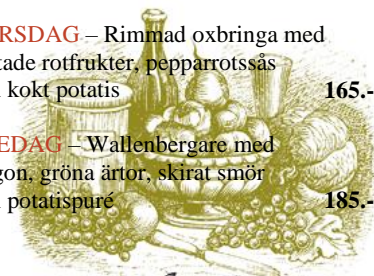 RSDAG – Rimmad oxbringa med
tade rotfrukter, pepparrotssås
kokt potatis 165.-
EDAG – Wallenbergare med
gon, gröna ärtor, skirat smör
potatispuré 185.-